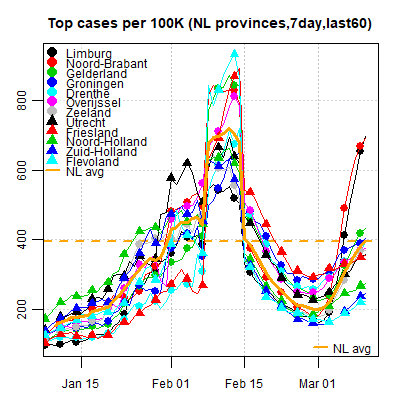 Top cases per 100K (NL provinces,7day,last60)
Limburg
Noord-Brabant
Gelderland
Groningen
Drenthe
Overijssel
Zeeland
Utrecht
Friesland
Noord-Holland
Zuid-Holland
Flevoland
NL avg
800
600
400
200
NL avg
Jan 15
Feb 01
Feb 15
Mar 01